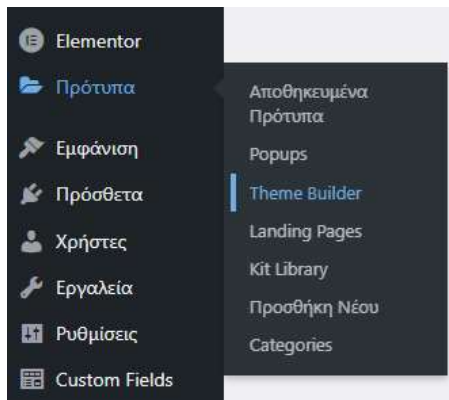 Elementor
Πρότυπα
Εμφάνιση
Πρόσθετα
Χρήστες
Εργαλεία
Ρυθμίσεις
Custom Fields
Αποθηκευμένα
Πρότυπα
Popups
Theme Builder
Landing Pages
Kit Library
Προσθήκη Νέου
Categories